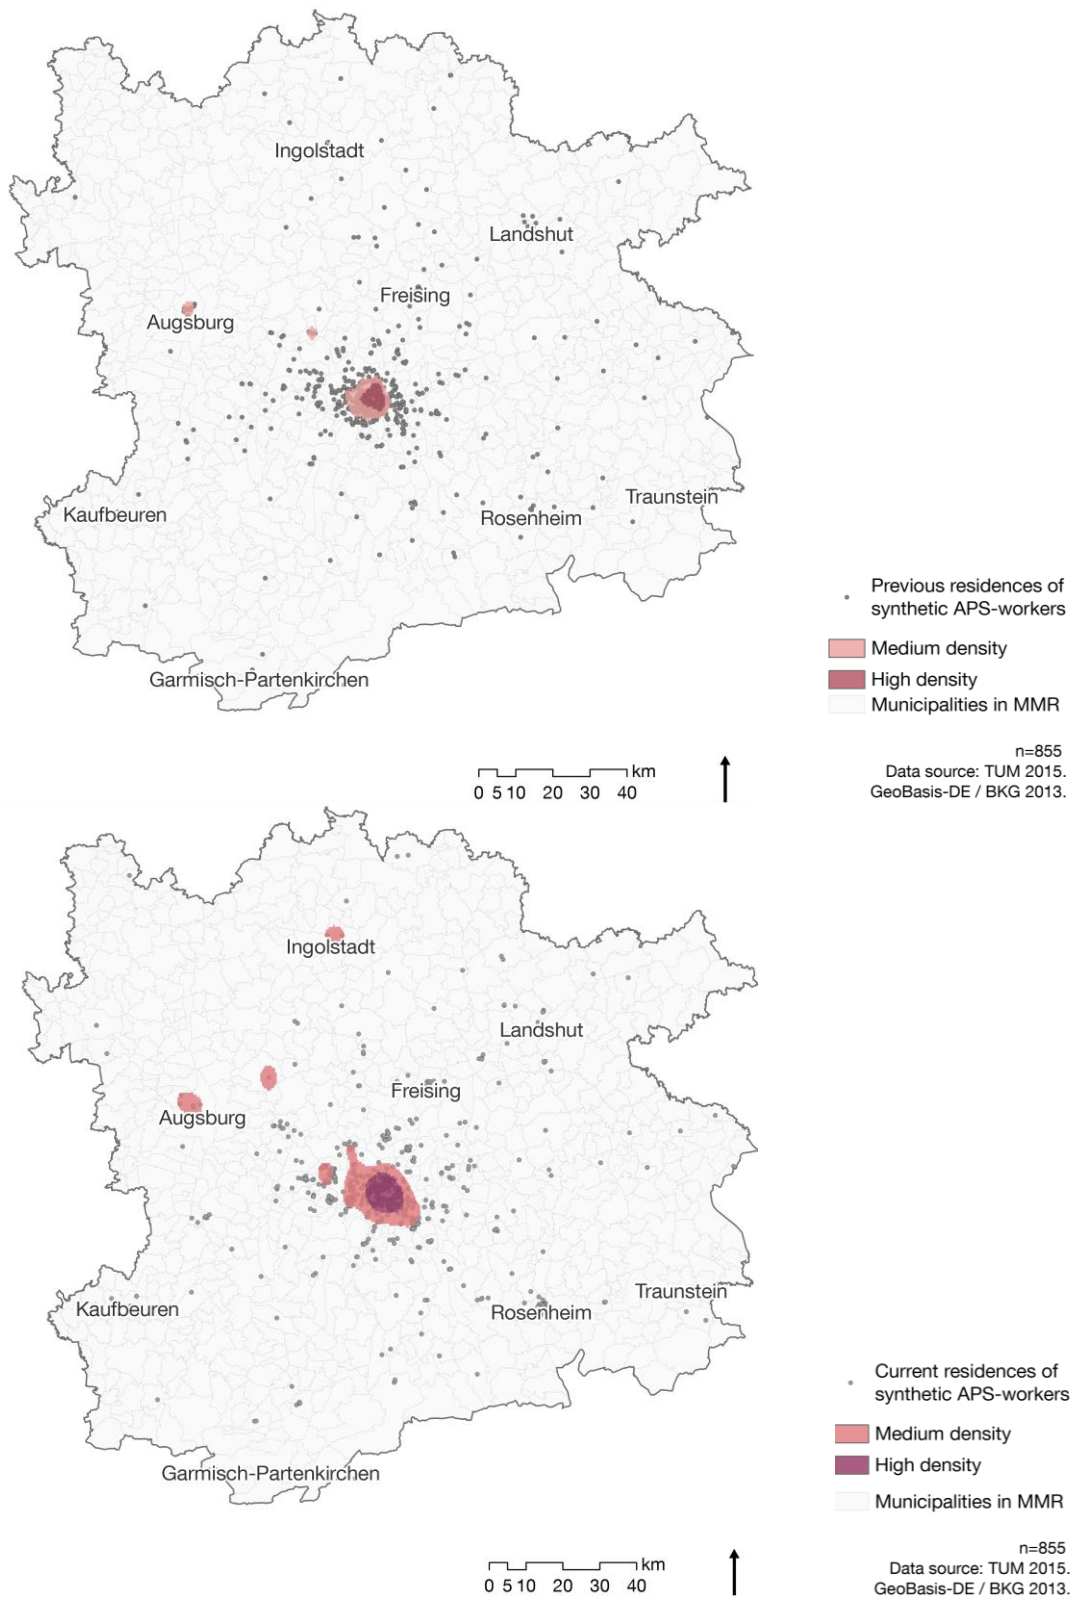 Ingolstadt
Landshut
Freising
Augsburg
Traunstein
Kaufbeuren
Rosenheim
Previous residences of
synthetic APS-workers
Medium density
Garmisch-Partenkirchen
High density
Municipalities in MMR
n=855
km
Data source: TUM 2015.
0 5 10 20 30 40
GeoBasis-DE / BKG 2013.
Ingolstadt
Landshut
Freising
Augsburg
Traunstein
Kaufbeuren
Rosenheim
Current residences of
synthetic APS-workers
Medium density
High density
Garmisch-Partenkirchen
Municipalities in MMR
n=855
km
Data source: TUM 2015.
0 5 10 20 30 40
GeoBasis-DE / BKG 2013.